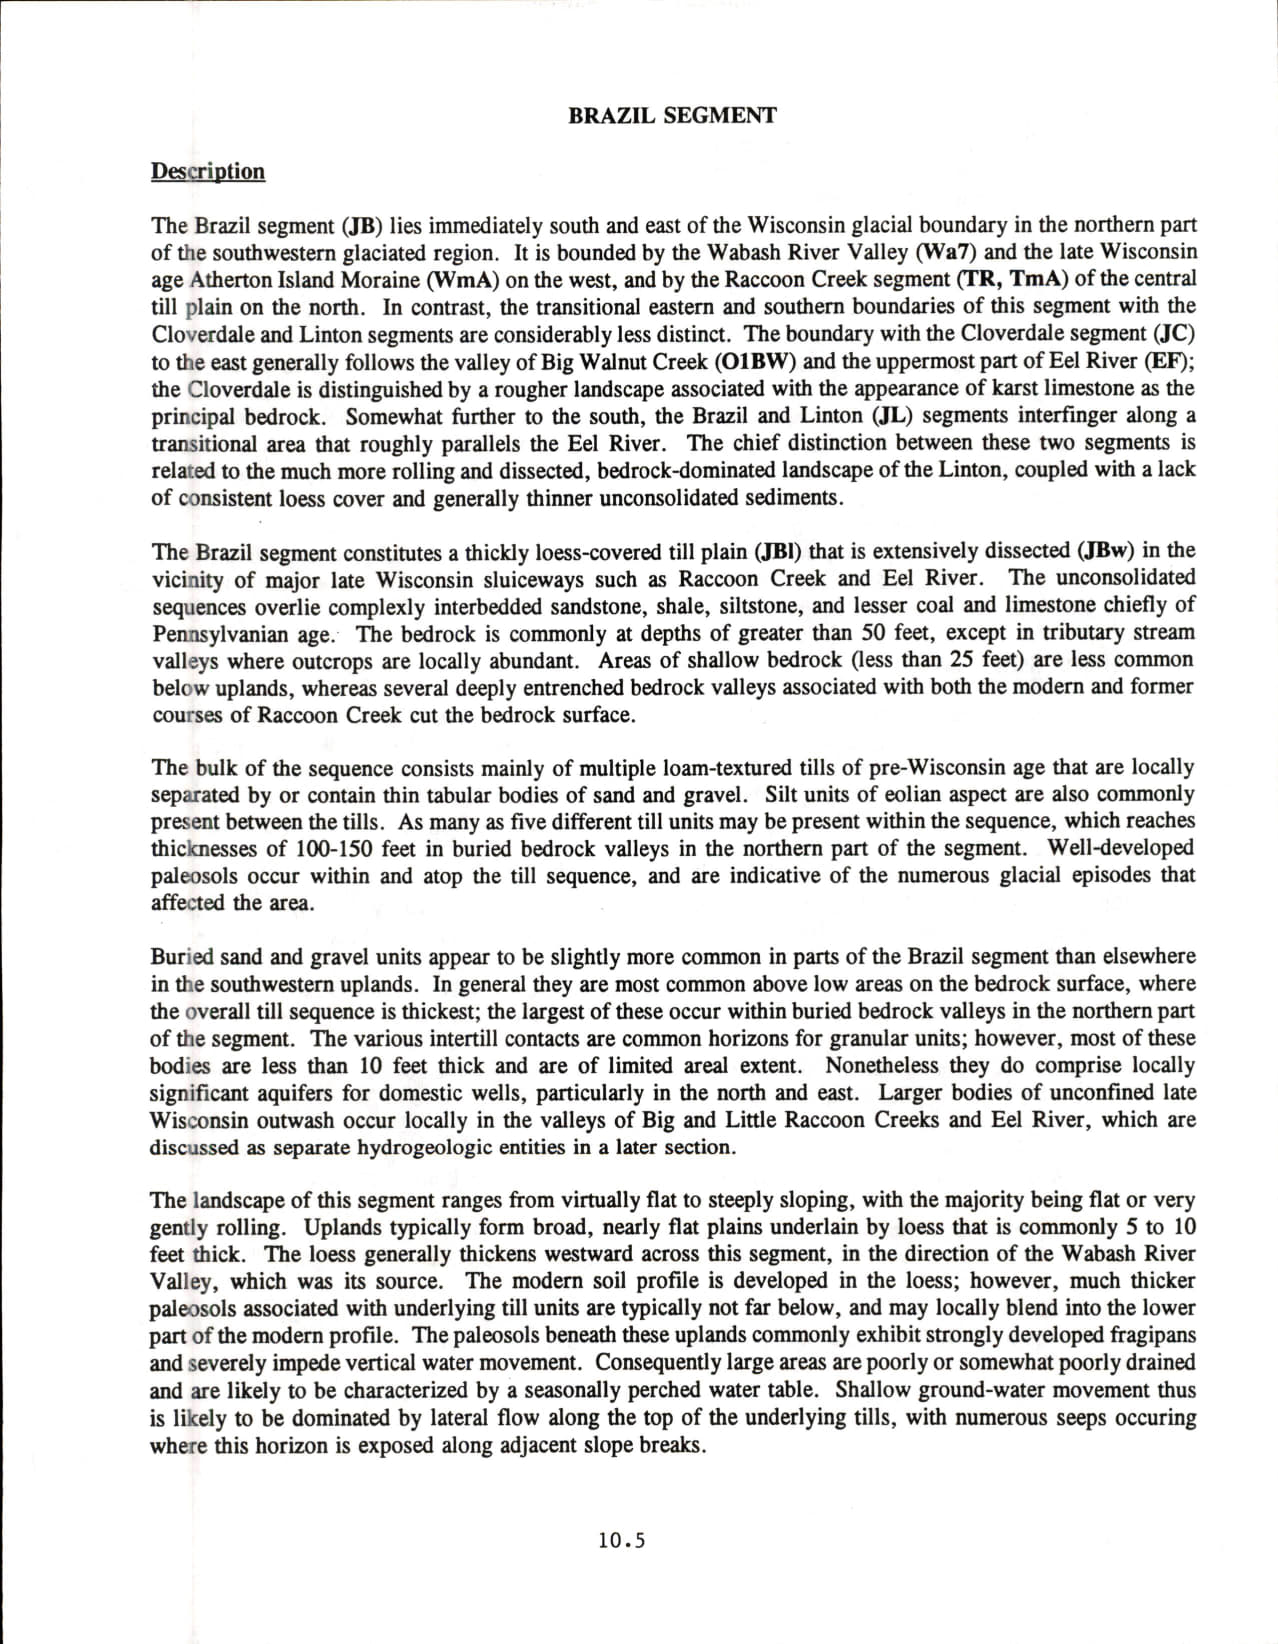 BRAZIL SEGMENT
Description
The Brazil segment (JB) lies immediately south and east of the Wisconsin glacial boundary in the northern part
of the southwestern glaciated region. It is bounded by the Wabash River Valley (Wa7) and the late Wisconsin
age Atherton Island Moraine (WmA) on the west, and by the Raccoon Creek segment (TR, TmA) of the central
till plain on the north. In contrast, the transitional eastern and southern boundaries of this segment with the
Cloverdale and Linton segments are considerably less distinct. The boundary with the Cloverdale segment (JC)
to the east generally follows the valley of Big Walnut Creek (O1BW) and the uppermost part of Eel River (EF);
the Cloverdale is distinguished by a rougher landscape associated with the appearance of karst limestone as the
principal bedrock. Somewhat further to the south, the Brazil and Linton (JL) segments interfinger along a
transitional area that roughly parallels the Eel River. The chief distinction between these two segments is
related to the much more rolling and dissected, bedrock-dominated landscape of the Linton, coupled with a lack
of consistent loess cover and generally thinner unconsolidated sediments.
The Brazil segment constitutes a thickly loess-covered till plain (JBl) that is extensively dissected (JBw) in the
vicinity of major late Wisconsin sluiceways such as Raccoon Creek and Eel River. The unconsolidated
sequences overlie complexly interbedded sandstone, shale, siltstone, and lesser coal and limestone chiefly of
Pennsylvanian age. The bedrock is commonly at depths of greater than 50 feet, except in tributary stream
valleys where outcrops are locally abundant. Areas of shallow bedrock (less than 25 feet) are less common
below uplands, whereas several deeply entrenched bedrock valleys associated with both the modern and former
courses of Raccoon Creek cut the bedrock surface.
The bulk of the sequence consists mainly of multiple loam-textured tills of pre-Wisconsin age that are locally
separated by or contain thin tabular bodies of sand and gravel. Silt units of eolian aspect are also commonly
present between the tills. As many as five different till units may be present within the sequence, which reaches
thicknesses of 100-150 feet in buried bedrock valleys in the northern part of the segment. Well-developed
paleosols occur within and atop the till sequence, and are indicative of the numerous glacial episodes that
affected the area.
Buried sand and gravel units appear to be slightly more common in parts of the Brazil segment than elsewhere
in the southwestern uplands. In general they are most common above low areas on the bedrock surface, where
the overall till sequence is thickest; the largest of these occur within buried bedrock valleys in the northern part
of the segment. The various intertill contacts are common horizons for granular units; however, most of these
bodies are less than 10 feet thick and are of limited areal extent. Nonetheless they do comprise locally
significant aquifers for domestic wells, particularly in the north and east. Larger bodies of unconfined late
Wisconsin outwash occur locally in the valleys of Big and Little Raccoon Creeks and Eel River, which are
discussed as separate hydrogeologic entities in a later section.
The landscape of this segment ranges from virtually flat to steeply sloping, with the majority being flat or very
gently rolling. Uplands typically form broad, nearly flat plains underlain by loess that is commonly 5 to 10
feet thick. The loess generally thickens westward across this segment, in the direction of the Wabash River
Valley, which was its source. The modern soil profile is developed in the loess; however, much thicker
paleosols associated with underlying till units are typically not far below, and may locally blend into the lower
part of the modern profile. The paleosols beneath these uplands commonly exhibit strongly developed fragipans
and severely impede vertical water movement. Consequently large areas are poorly or somewhat poorly drained
and are likely to be characterized by a seasonally perched water table. Shallow ground-water movement thus
is likely to be dominated by lateral flow along the top of the underlying tills, with numerous seeps occuring
where this horizon is exposed along adjacent slope breaks.
10.5